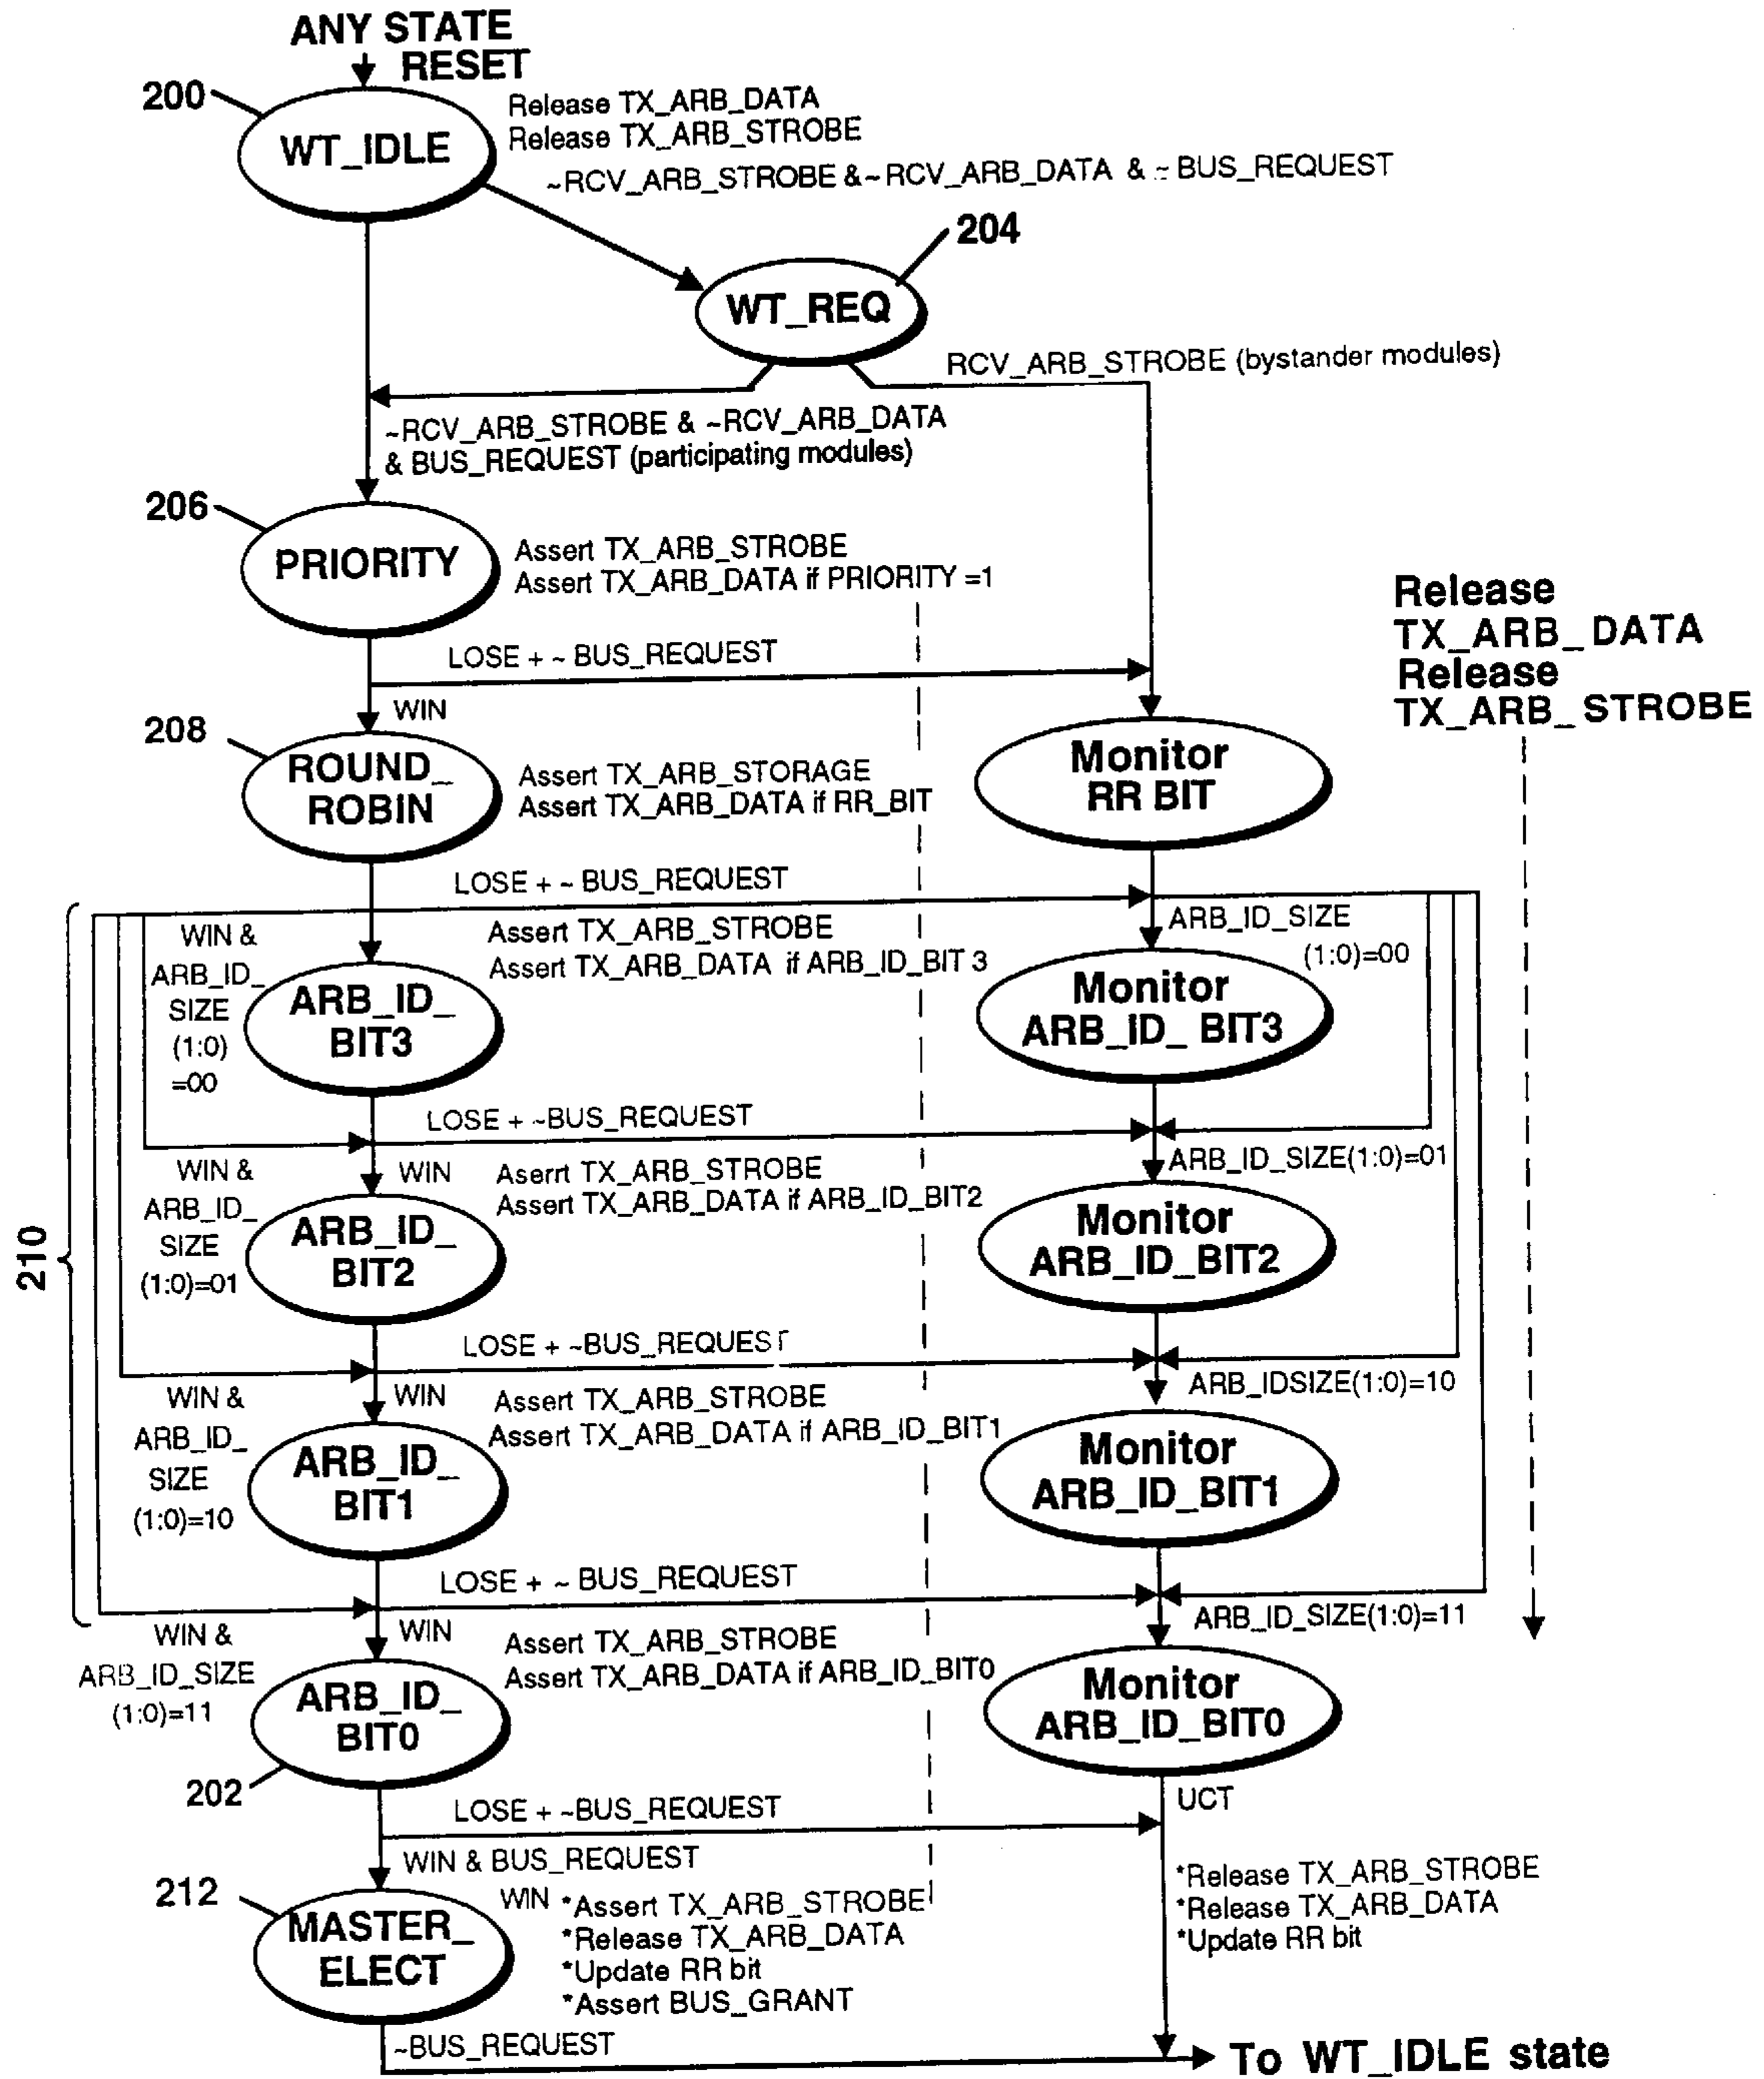 ANY STATE
RESET
200
WT_IDLE
Release TX_ARB_DATA
Release TX_ARB_STROBE
~RCV_ARB_STROBE &~ RCV_ARB_DATA & ~ BUS_REQUEST
204
WT_REQ
RCV_ARB_STROBE (bystander modules)
~RCV_ARB_STROBE & ~RCV_ARB_DATA
& BUS_REQUEST (participating modules)
206
PRIORITY
Assert TX_ARB_STROBE
Assert TX_ARB_DATA if PRIORITY =1
Release
TX_ARB_DATA
Release
TX_ARB_STROBE
LOSE + ~ BUS_REQUEST
WIN
208
ROUND_
ROBIN
Assert TX_ARB_STORAGE
Assert TX_ARB_DATA if RR_BIT
Monitor
RR BIT
LOSE + ~ BUS_REQUEST
WIN &
ARB_ID_
SIZE
(1:0)
=00
Assert TX_ARB_STROBE
Assert TX_ARB_DATA if ARB_ID_BIT 3
ARB_ID_SIZE
(1:0)=00
ARB_ID_
BIT3
Monitor
ARB_ID_ BIT3
LOSE + ~BUS_REQUEST
WIN &
ARB_ID_
SIZE
(1:0)=01
WIN
Aserrt TX_ARB_STROBE
Assert TX_ARB_DATA if ARB_ID_BIT2
ARB_ID_SIZE(1:0)=01
210
ARB_ID_
BIT2
Monitor
ARB_ID_BIT2
LOSE + ~BUS_REQUEST
WIN &
ARB_ID_
SIZE
(1:0)=10
WIN
Assert TX_ARB_STROBE
Assert TX_ARB_DATA if ARB_ID_BIT1
ARB_IDSIZE(1:0)=10
ARB_ID_
BIT1
Monitor
ARB_ID_BIT1
LOSE + ~ BUS_REQUEST
WIN &
ARB_ID_SIZE
(1:0)=11
WIN
Assert TX_ARB_STROBE
Assert TX_ARB_DATA if ARB_ID_BIT0
ARB_ID_SIZE(1:0)=11
ARB_ID_
BIT0
Monitor
ARB_ID_BIT0
202
LOSE + ~BUS_REQUEST
UCT
WIN & BUS_REQUEST
212
MASTER_
ELECT
WIN *Assert TX_ARB_STROBE
*Release TX_ARB_DATA
*Update RR bit
*Assert BUS_GRANT
*Release TX_ARB_STROBE
*Release TX_ARB_DATA
*Update RR bit
~BUS_REQUEST
To WT_IDLE state